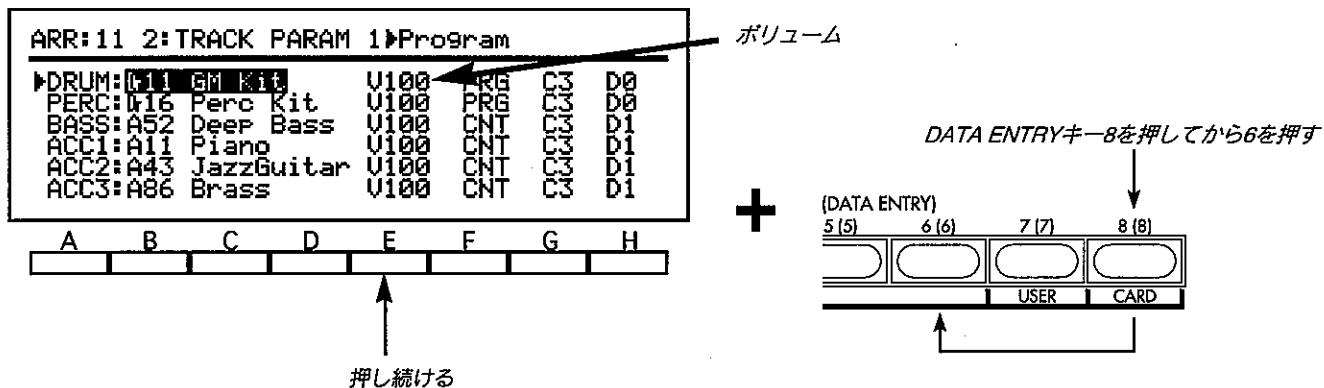 ARR:11 2:TRACK PARAM 1▶Program
ボリューム
▶DRUM:G11 GM Kit V100 PRG C3 D0
PERC:G16 Perc Kit V100 PRG C3 D0
BASS:A52 Deep Bass V100 CNT C3 D1
ACC1:A11 Piano V100 CNT C3 D1
ACC2:A43 JazzGuitar V100 CNT C3 D1
ACC3:A86 Brass V100 CNT C3 D1
A B C D E F G H
押し続ける
+
DATA ENTRYキー8を押してから6を押す
(DATA ENTRY)
5 (5) 6 (6) 7 (7) 8 (8)
USER CARD